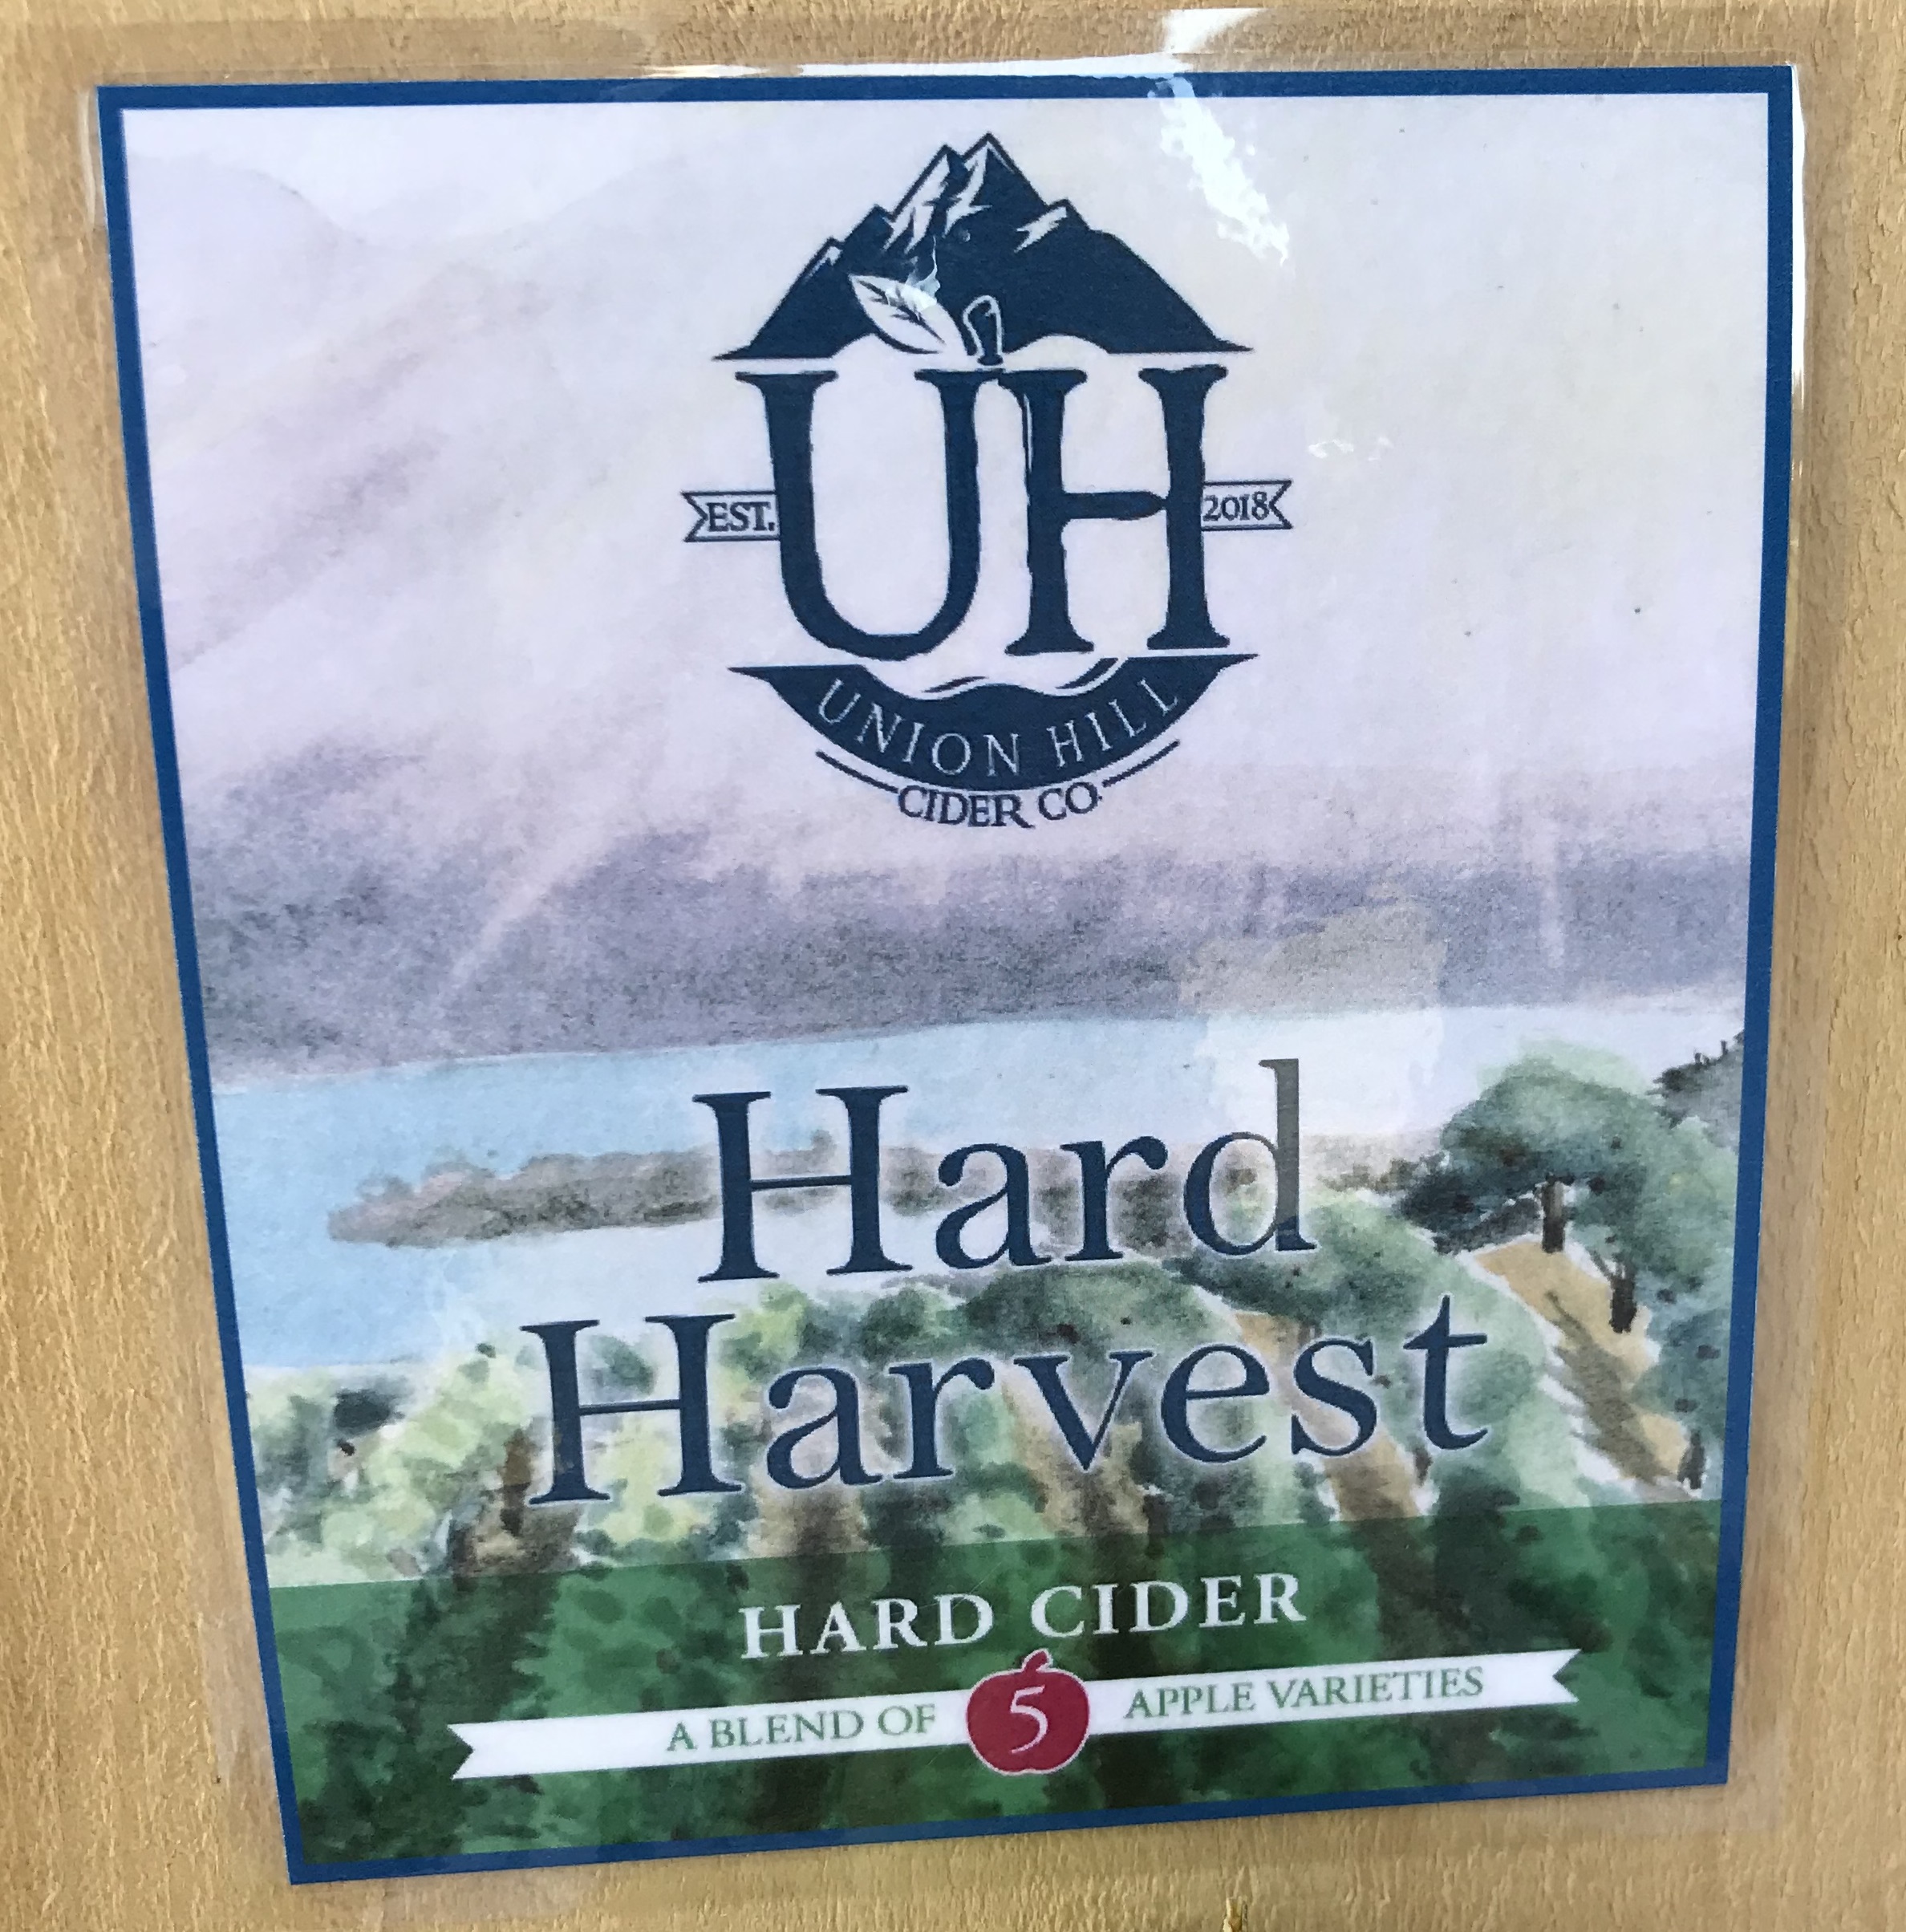 EST. UH 2018
UNION HILL
CIDER CO.
Hard
Harvest
HARD CIDER
A BLEND OF 5 APPLE VARIETIES